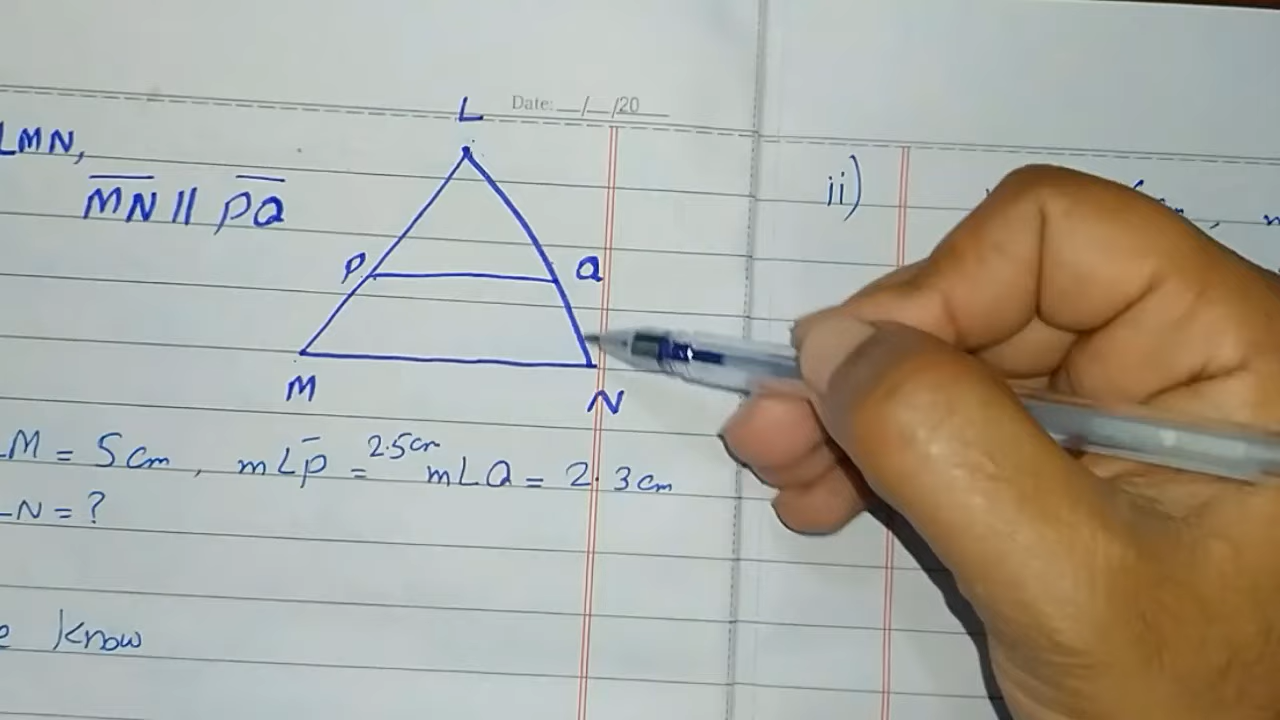 L
Date: __/__/20
LMN,
MN || PQ
ii)
P
Q
M
N
LM = 5cm, mLP = 2.5cm mLQ = 2.3cm
LN = ?
know